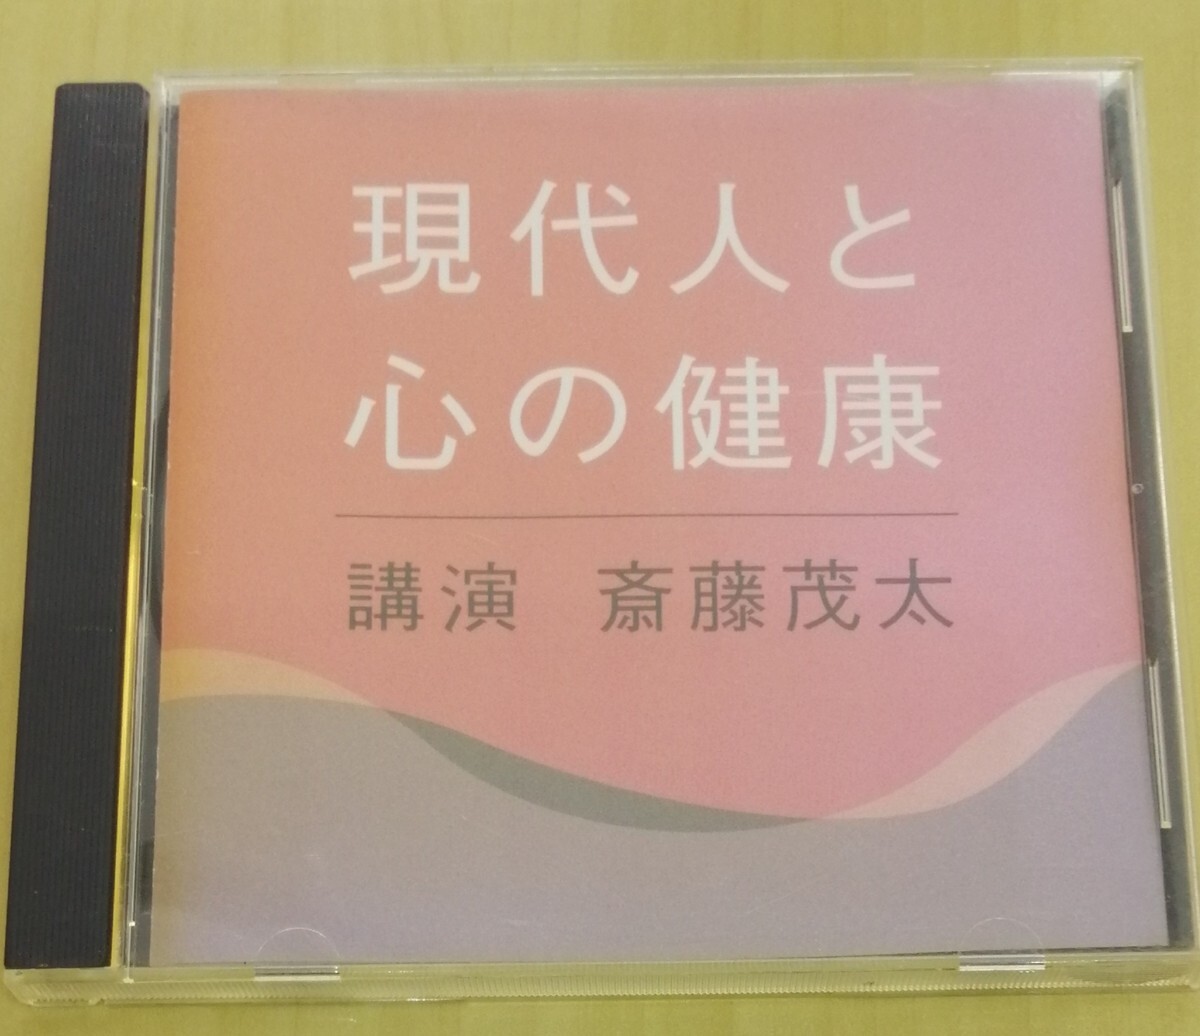 現代人と
心の健康
講演 斎藤茂太